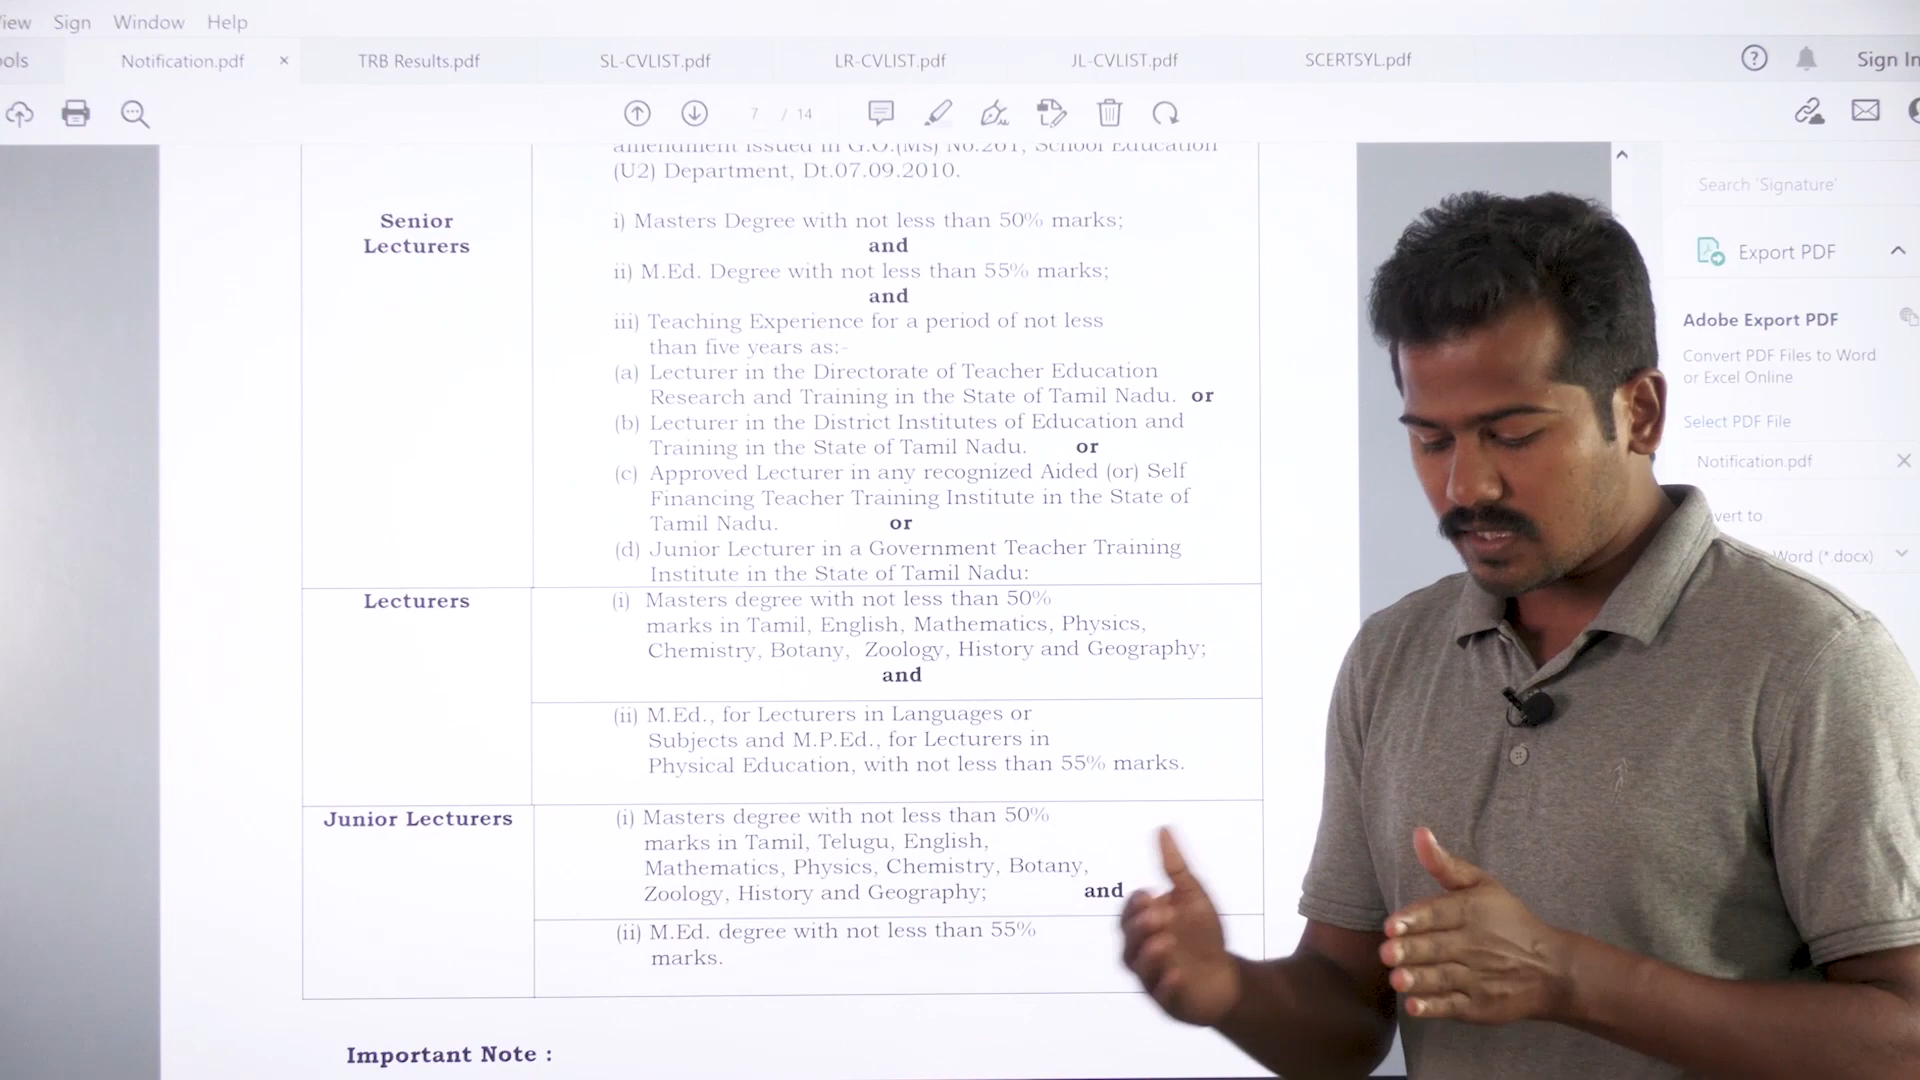 iew Sign Window Help
ols Notification.pdf × TRB Results.pdf SL-CVLIST.pdf LR-CVLIST.pdf JL-CVLIST.pdf SCERTSYL.pdf Sign In
7 / 14
amendment issued in G.O.(Ms) No.261, School Education
(U2) Department, Dt.07.09.2010.
Senior
Lecturers
i) Masters Degree with not less than 50% marks;
and
ii) M.Ed. Degree with not less than 55% marks;
and
iii) Teaching Experience for a period of not less
than five years as:-
(a) Lecturer in the Directorate of Teacher Education
Research and Training in the State of Tamil Nadu. or
(b) Lecturer in the District Institutes of Education and
Training in the State of Tamil Nadu. or
(c) Approved Lecturer in any recognized Aided (or) Self
Financing Teacher Training Institute in the State of
Tamil Nadu. or
(d) Junior Lecturer in a Government Teacher Training
Institute in the State of Tamil Nadu:
Lecturers
(i) Masters degree with not less than 50%
marks in Tamil, English, Mathematics, Physics,
Chemistry, Botany, Zoology, History and Geography;
and
(ii) M.Ed., for Lecturers in Languages or
Subjects and M.P.Ed., for Lecturers in
Physical Education, with not less than 55% marks.
Junior Lecturers
(i) Masters degree with not less than 50%
marks in Tamil, Telugu, English,
Mathematics, Physics, Chemistry, Botany,
Zoology, History and Geography; and
(ii) M.Ed. degree with not less than 55%
marks.
Important Note :
Search 'Signature'
Export PDF
Adobe Export PDF
Convert PDF Files to Word
or Excel Online
Select PDF File
Notification.pdf
vert to
Word (*.docx)